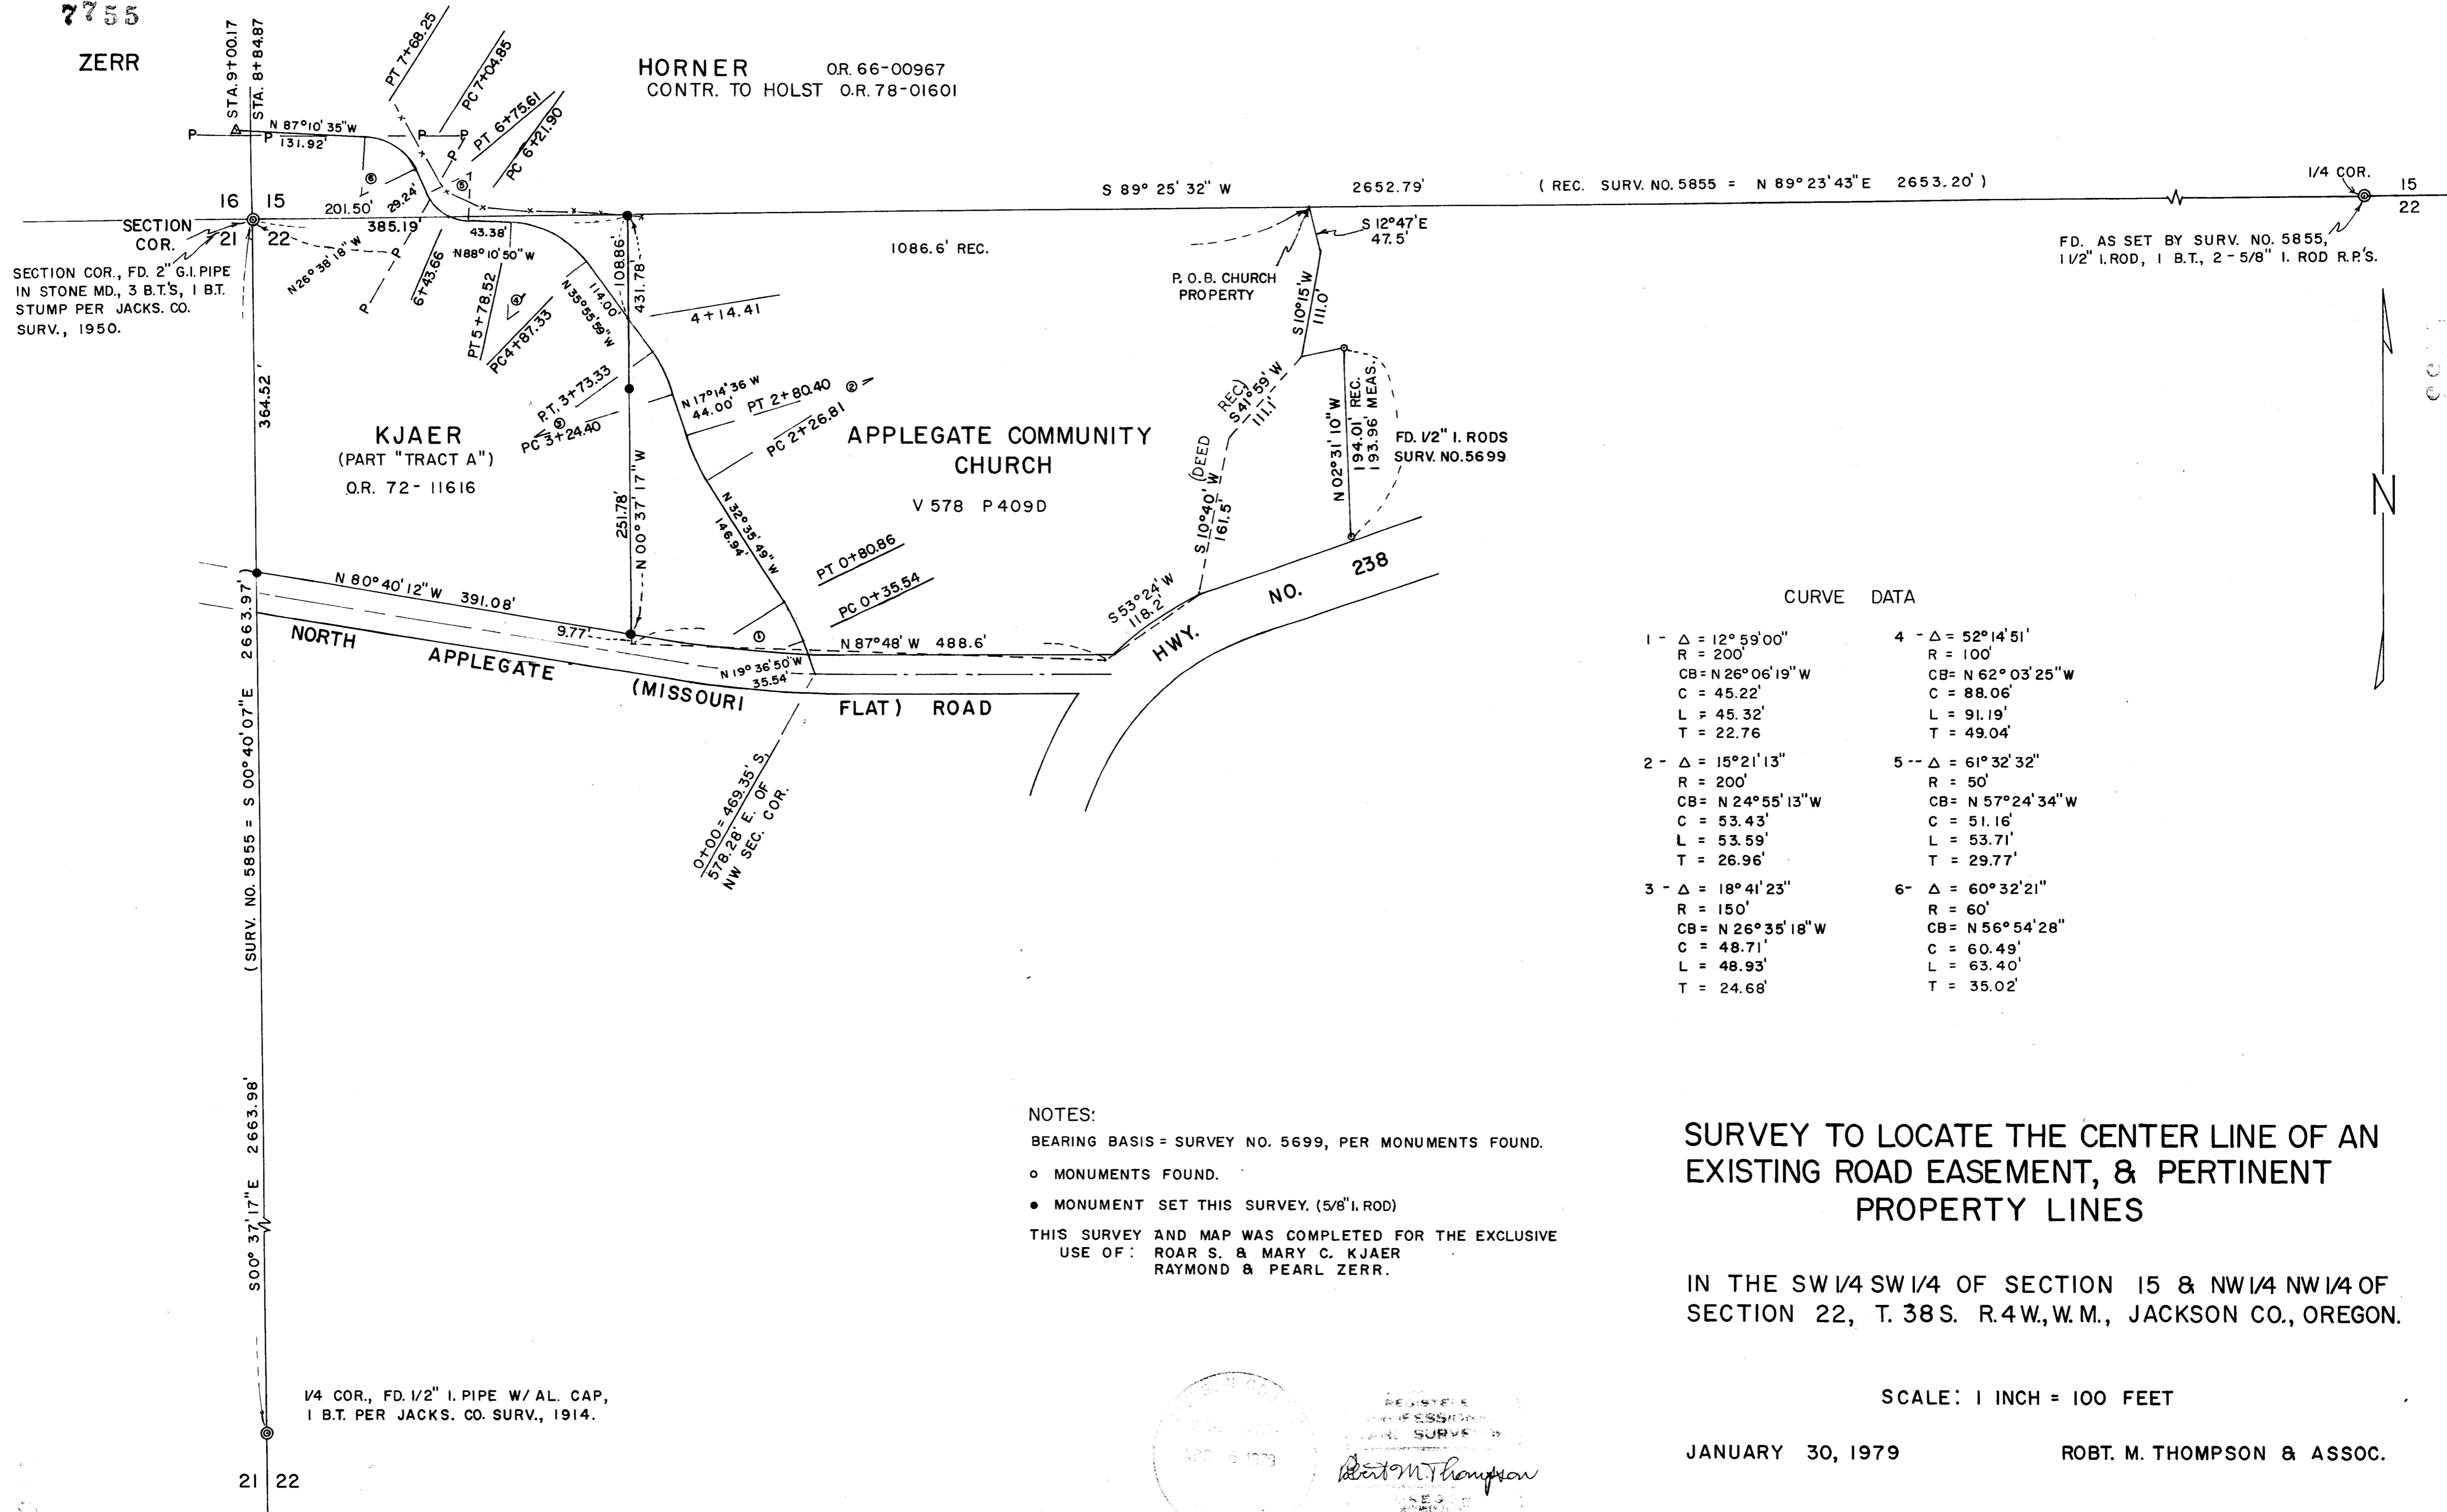 7755
ZERR
STA. 9+00.17
STA. 8+84.87
PT 7+68.25
PC 7+04.85
PT 6+75.61
PC 6+21.90
HORNER O.R. 66-00967
CONTR. TO HOLST O.R. 78-01601
P
P
N 87°10'35"W
131.92'
P
P
P
6
5
16 15
201.50'
29.24'
SECTION
COR.
21 22
385.19'
43.38'
N88°10'50"W
N 26°38'18"W
P
P
6+43.66
PT 5+78.52
4
PC 4+87.33
SECTION COR., FD. 2" G.I. PIPE
IN STONE MD., 3 B.T.'S, 1 B.T.
STUMP PER JACKS. CO.
SURV., 1950.
S 89° 25' 32" W 2652.79' ( REC. SURV. NO. 5855 = N 89°23'43"E 2653.20' )
1/4 COR.
15
22
FD. AS SET BY SURV. NO. 5855,
1 1/2" I. ROD, 1 B.T., 2 - 5/8" I. ROD R.P.'S.
1086.6' REC.
S 12°47'E
47.5'
P.O.B. CHURCH
PROPERTY
S 10°15'W
111.0'
108.86'
431.78'
114.00'
N 35°55'59"W
4+14.41
P.T. 3+73.33
3
PC 3+24.40
N 17°14'36 W
44.00'
PT 2+80.40 2
PC 2+26.81
364.52'
KJAER
(PART "TRACT A")
O.R. 72-11616
251.78'
N 00°37'17"W
APPLEGATE COMMUNITY
CHURCH
V 578 P 409D
N 32°35'49"W
146.94'
(DEED REC)
S 41°59'W
111.1'
S 10°40'W
161.5'
N 02°31'10"W
194.01' REC.
193.96' MEAS.
FD. 1/2" I. RODS
SURV. NO. 5699
PT 0+80.86
PC 0+35.54
N 80°40'12"W 391.08'
9.77'
1
N 87°48' W 488.6'
S 53°24'W
118.2'
HWY. NO. 238
N 19°36'50"W
35.54'
NORTH APPLEGATE (MISSOURI FLAT) ROAD
0+00 = 469.35' S,
578.28' E. OF
NW SEC. COR.
(SURV. NO. 5855 = S 00°40'07"E 2663.97')
S00°37'17"E 2663.98'
N
CURVE DATA
1 - Δ = 12°59'00"
R = 200'
CB= N 26°06'19"W
C = 45.22'
L = 45.32'
T = 22.76
2 - Δ = 15°21'13"
R = 200'
CB= N 24°55'13"W
C = 53.43'
L = 53.59'
T = 26.96'
3 - Δ = 18°41'23"
R = 150'
CB= N 26°35'18"W
C = 48.71'
L = 48.93'
T = 24.68'
4 - Δ = 52°14'51'
R = 100'
CB= N 62°03'25"W
C = 88.06'
L = 91.19'
T = 49.04'
5 -- Δ = 61°32'32"
R = 50'
CB= N 57°24'34"W
C = 51.16'
L = 53.71'
T = 29.77'
6- Δ = 60°32'21"
R = 60'
CB= N 56°54'28"
C = 60.49'
L = 63.40'
T = 35.02'
NOTES:
BEARING BASIS = SURVEY NO. 5699, PER MONUMENTS FOUND.
○ MONUMENTS FOUND.
● MONUMENT SET THIS SURVEY. (5/8" I. ROD)
THIS SURVEY AND MAP WAS COMPLETED FOR THE EXCLUSIVE
USE OF: ROAR S. & MARY C. KJAER
RAYMOND & PEARL ZERR.
SURVEY TO LOCATE THE CENTER LINE OF AN
EXISTING ROAD EASEMENT, & PERTINENT
PROPERTY LINES
IN THE SW 1/4 SW 1/4 OF SECTION 15 & NW 1/4 NW 1/4 OF
SECTION 22, T. 38 S. R. 4 W., W. M., JACKSON CO., OREGON.
SCALE: 1 INCH = 100 FEET
JANUARY 30, 1979 ROBT. M. THOMPSON & ASSOC.
1/4 COR., FD. 1/2" I. PIPE W/ AL. CAP,
1 B.T. PER JACKS. CO. SURV., 1914.
21 22
1979
Robert M. Thompson